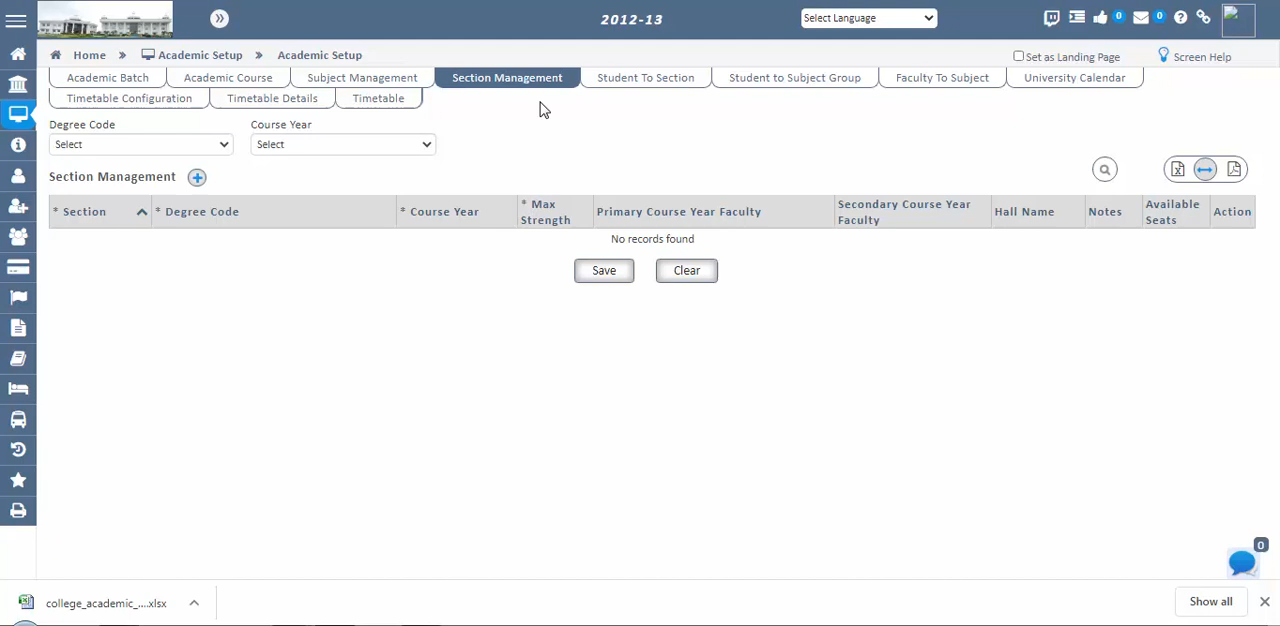 2012-13
Select Language
0
0
Home » Academic Setup » Academic Setup
Set as Landing Page
Screen Help
Academic Batch
Academic Course
Subject Management
Section Management
Student To Section
Student to Subject Group
Faculty To Subject
University Calendar
Timetable Configuration
Timetable Details
Timetable
Degree Code
Course Year
Select
Select
Section Management
* Section
* Degree Code
* Course Year
* Max
Strength
Primary Course Year Faculty
Secondary Course Year
Faculty
Hall Name
Notes
Available
Seats
Action
No records found
Save
Clear
0
college_academic_....xlsx
Show all